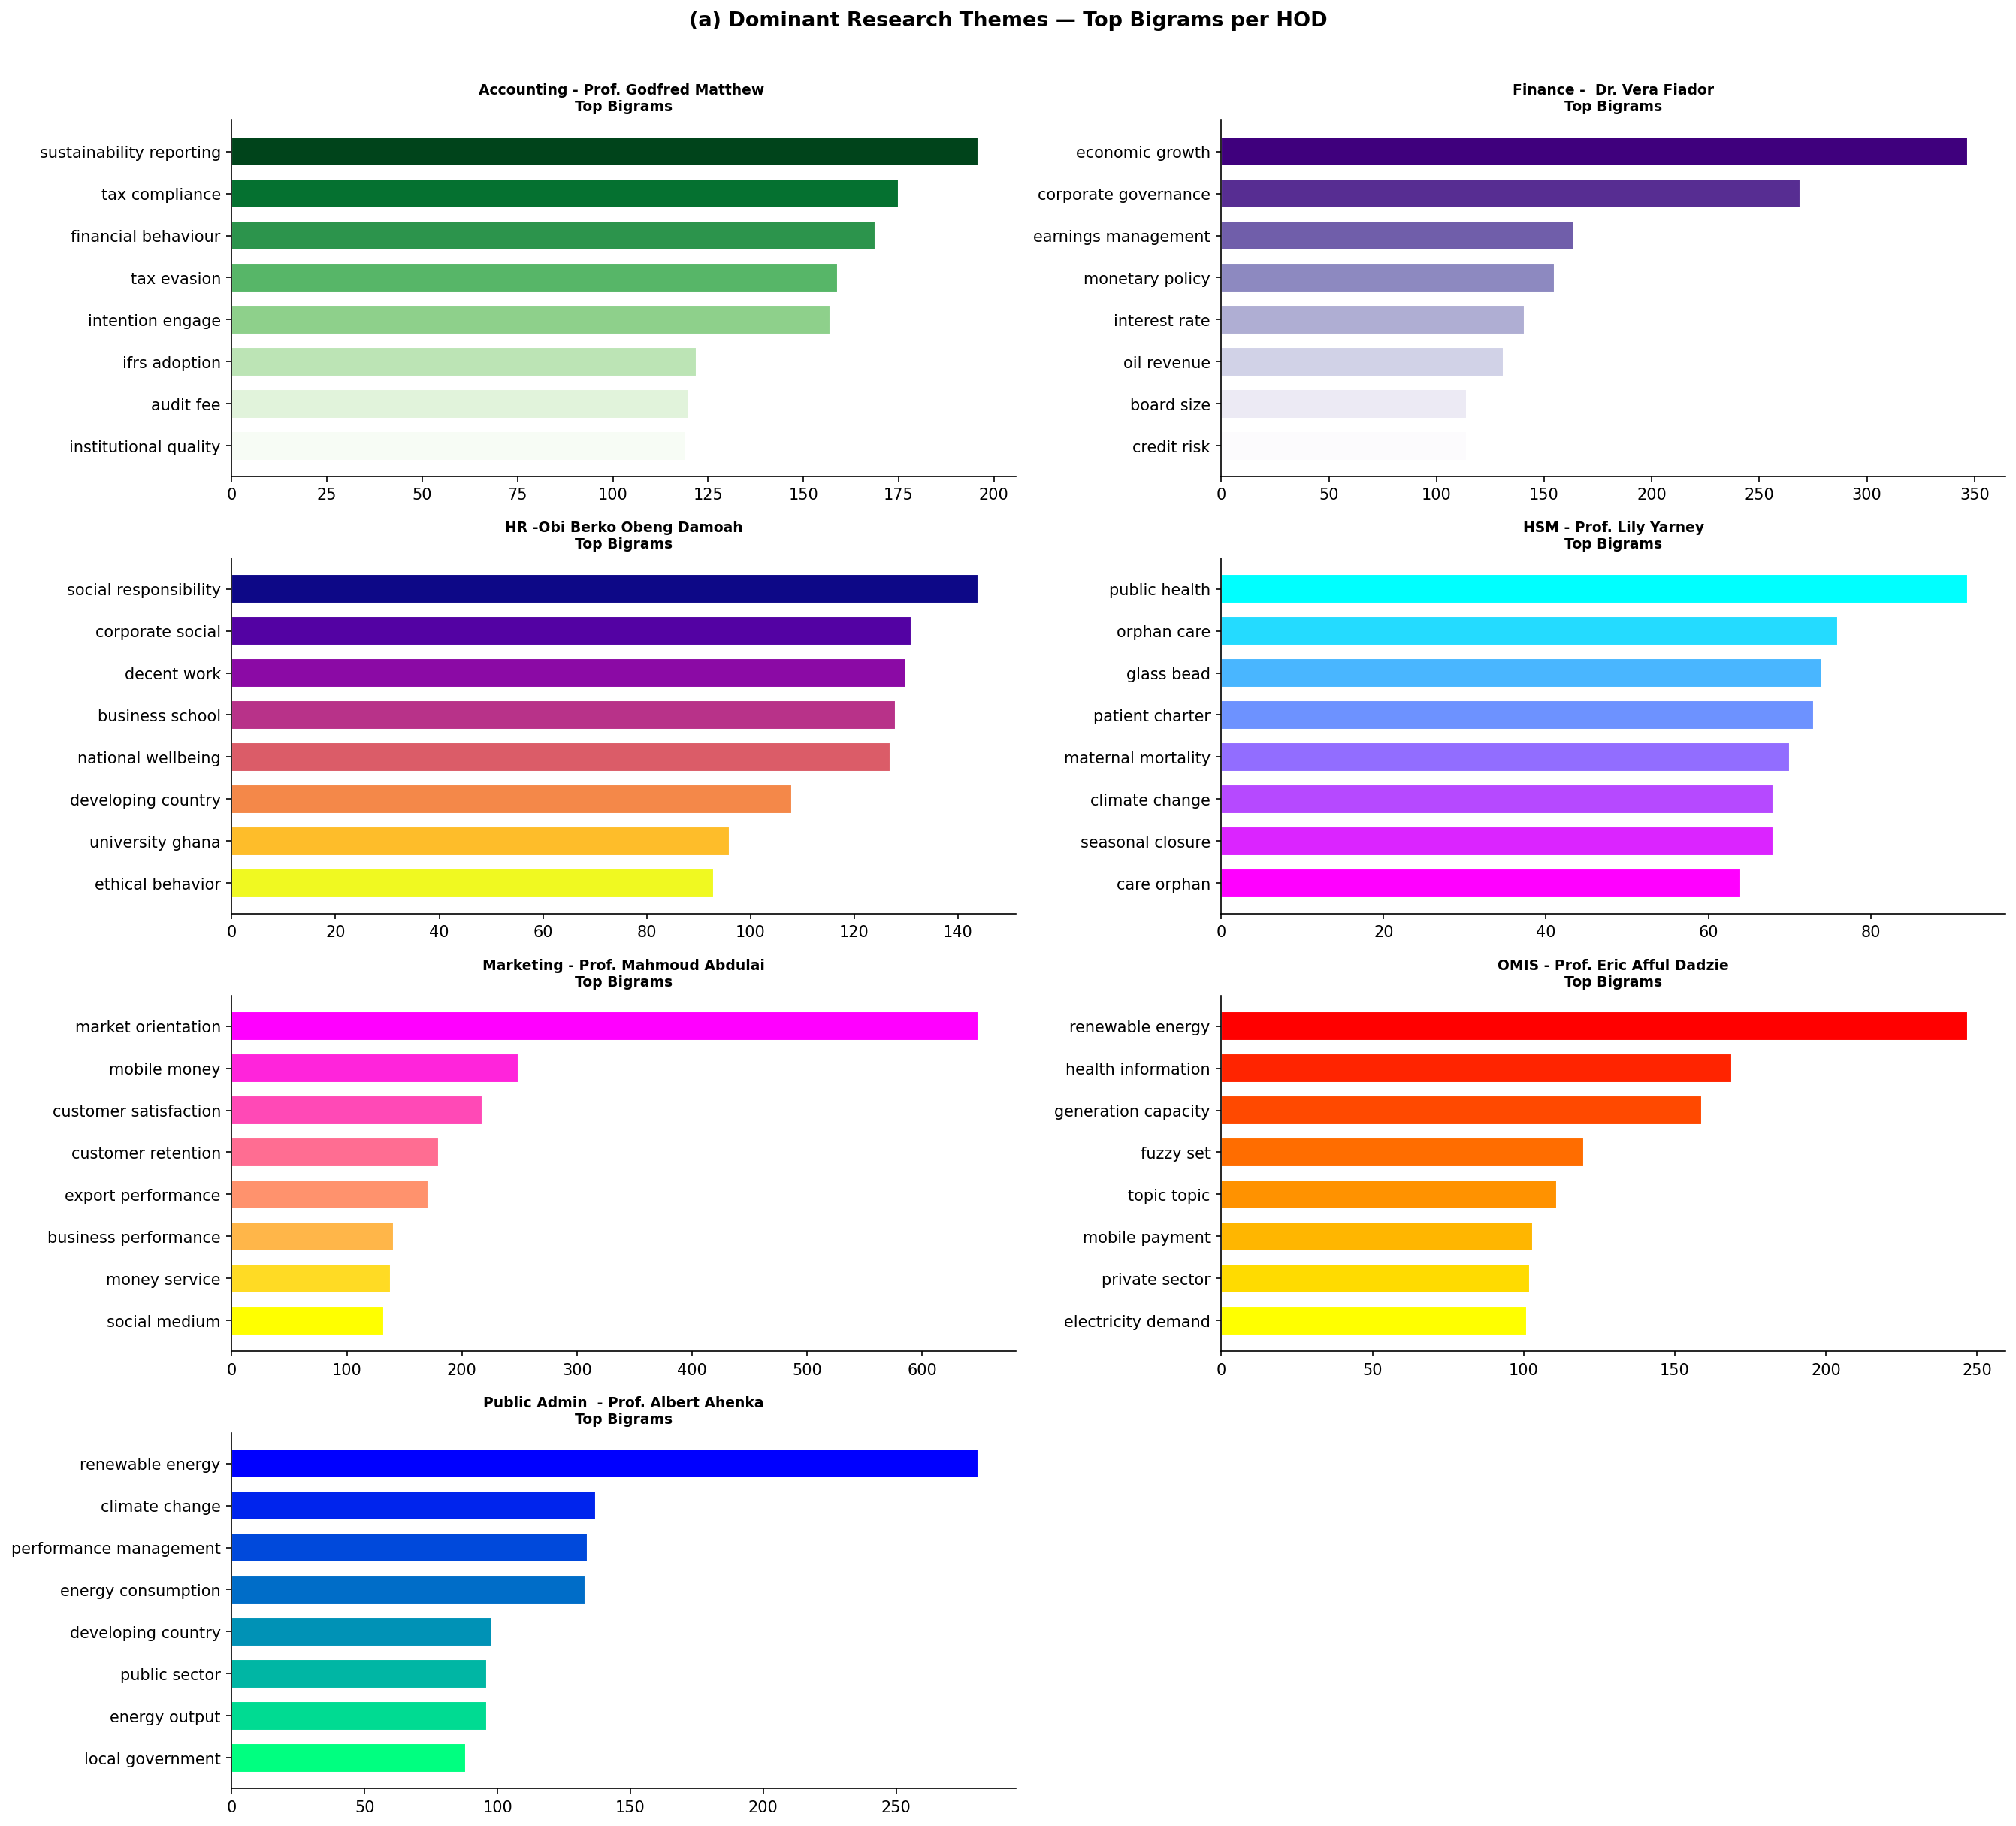 (a) Dominant Research Themes — Top Bigrams per HOD
Accounting - Prof. Godfred Matthew
Top Bigrams
sustainability reporting
tax compliance
financial behaviour
tax evasion
intention engage
ifrs adoption
audit fee
institutional quality
0 25 50 75 100 125 150 175 200
Finance -  Dr. Vera Fiador
Top Bigrams
economic growth
corporate governance
earnings management
monetary policy
interest rate
oil revenue
board size
credit risk
0 50 100 150 200 250 300 350
HR -Obi Berko Obeng Damoah
Top Bigrams
social responsibility
corporate social
decent work
business school
national wellbeing
developing country
university ghana
ethical behavior
0 20 40 60 80 100 120 140
HSM - Prof. Lily Yarney
Top Bigrams
public health
orphan care
glass bead
patient charter
maternal mortality
climate change
seasonal closure
care orphan
0 20 40 60 80
Marketing - Prof. Mahmoud Abdulai
Top Bigrams
market orientation
mobile money
customer satisfaction
customer retention
export performance
business performance
money service
social medium
0 100 200 300 400 500 600
OMIS - Prof. Eric Afful Dadzie
Top Bigrams
renewable energy
health information
generation capacity
fuzzy set
topic topic
mobile payment
private sector
electricity demand
0 50 100 150 200 250
Public Admin  - Prof. Albert Ahenka
Top Bigrams
renewable energy
climate change
performance management
energy consumption
developing country
public sector
energy output
local government
0 50 100 150 200 250